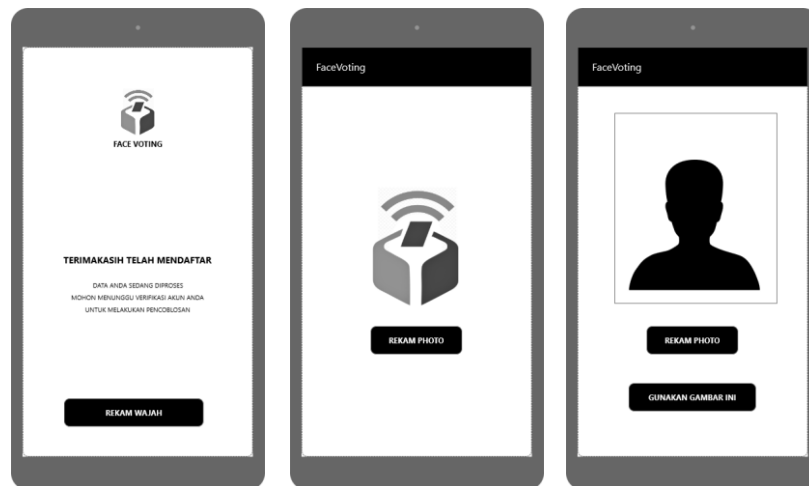 FACE VOTING
TERIMAKASIH TELAH MENDAFTAR
DATA ANDA SEDANG DIPROSES
MOHON MENUNGGU VERIFIKASI AKUN ANDA
UNTUK MELAKUKAN PENCOBLOSAN
REKAM WAJAH
FaceVoting
REKAM PHOTO
FaceVoting
REKAM PHOTO
GUNAKAN GAMBAR INI